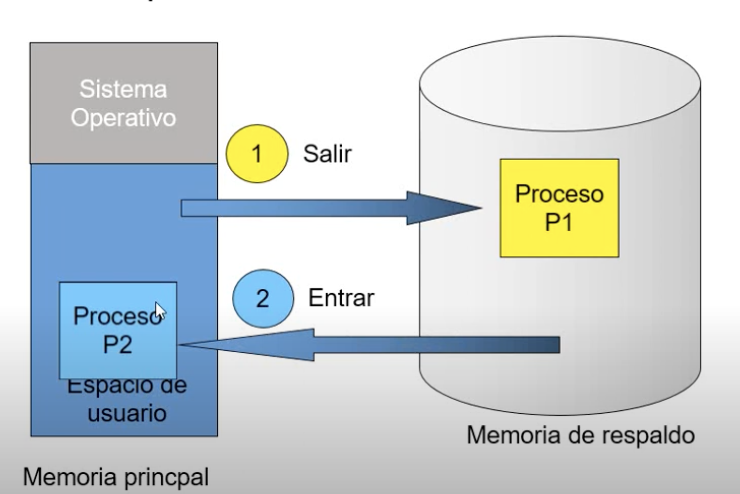 Sistema
Operativo
1
Salir
Proceso
P1
2
Entrar
Proceso
P2
Espacio de
usuario
Memoria de respaldo
Memoria princpal